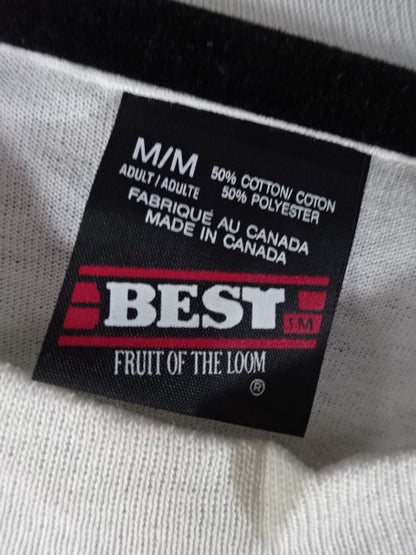 M/M 50% COTTON/COTON
ADULT/ADULTE 50% POLYESTER
FABRIQUÉ AU CANADA
MADE IN CANADA
BEST TM
FRUIT OF THE LOOM
®